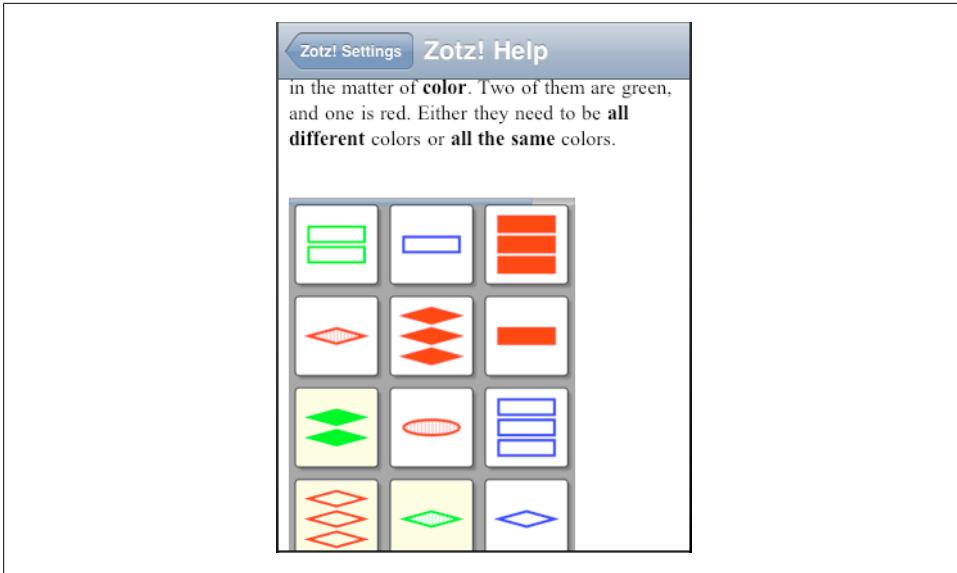 Zotz! Settings
Zotz! Help
in the matter of color. Two of them are green,
and one is red. Either they need to be all
different colors or all the same colors.